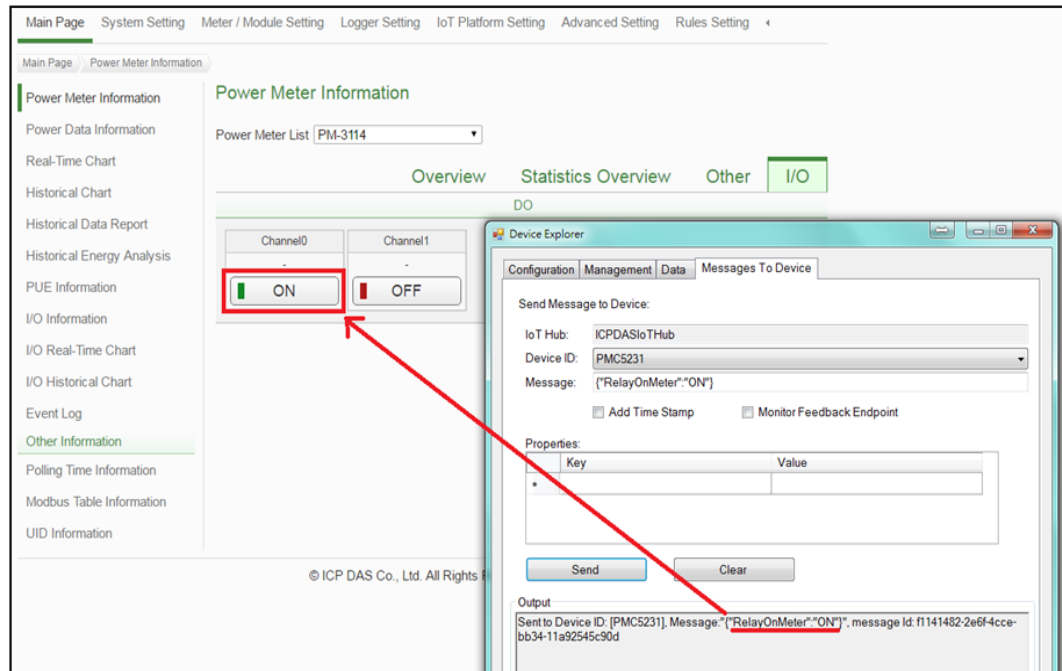 Main Page System Setting Meter / Module Setting Logger Setting IoT Platform Setting Advanced Setting Rules Setting
Main Page Power Meter Information
Power Meter Information
Power Data Information
Real-Time Chart
Historical Chart
Historical Data Report
Historical Energy Analysis
PUE Information
I/O Information
I/O Real-Time Chart
I/O Historical Chart
Event Log
Other Information
Polling Time Information
Modbus Table Information
UID Information
Power Meter Information
Power Meter List PM-3114
Overview Statistics Overview Other I/O
DO
Channel0 Channel1
- -
ON OFF
© ICP DAS Co., Ltd. All Rights
Device Explorer
Configuration Management Data Messages To Device
Send Message to Device:
IoT Hub: ICPDASIoTHub
Device ID: PMC5231
Message: {"RelayOnMeter":"ON"}
Add Time Stamp Monitor Feedback Endpoint
Properties:
Key Value
Send Clear
Output
Sent to Device ID: [PMC5231], Message:"{"RelayOnMeter":"ON"}", message Id: f1141482-2e6f-4cce-
bb34-11a92545c90d